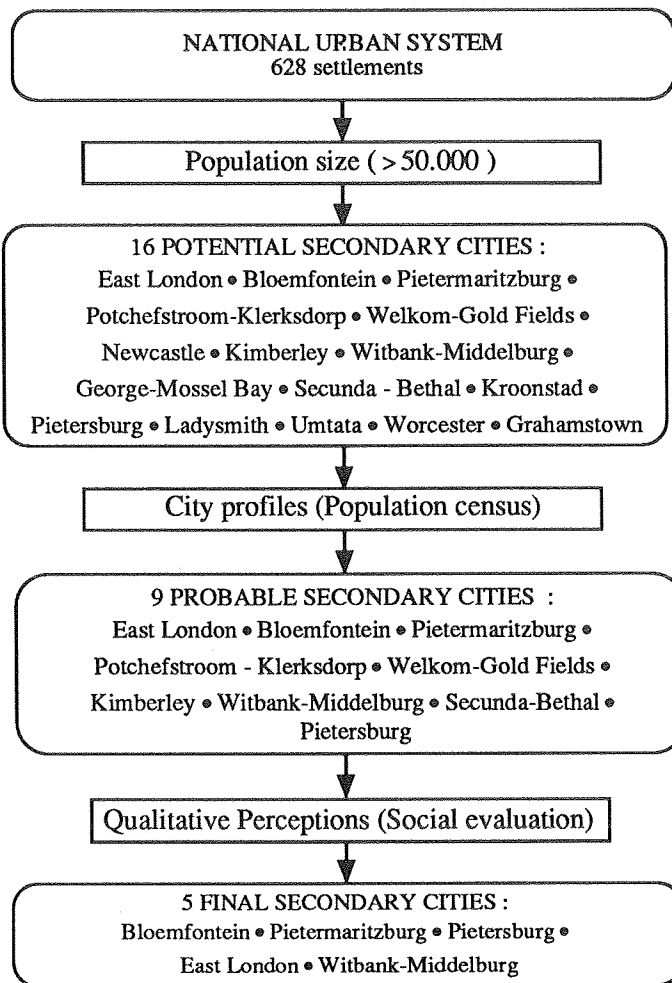 NATIONAL URBAN SYSTEM
628 settlements
Population size ( > 50.000 )
16 POTENTIAL SECONDARY CITIES :
East London • Bloemfontein • Pietermaritzburg •
Potchefstroom-Klerksdorp • Welkom-Gold Fields •
Newcastle • Kimberley • Witbank-Middelburg •
George-Mossel Bay • Secunda - Bethal • Kroonstad •
Pietersburg • Ladysmith • Umtata • Worcester • Grahamstown
City profiles (Population census)
9 PROBABLE SECONDARY CITIES :
East London • Bloemfontein • Pietermaritzburg •
Potchefstroom - Klerksdorp • Welkom-Gold Fields •
Kimberley • Witbank-Middelburg • Secunda-Bethal •
Pietersburg
Qualitative Perceptions (Social evaluation)
5 FINAL SECONDARY CITIES :
Bloemfontein • Pietermaritzburg • Pietersburg •
East London • Witbank-Middelburg